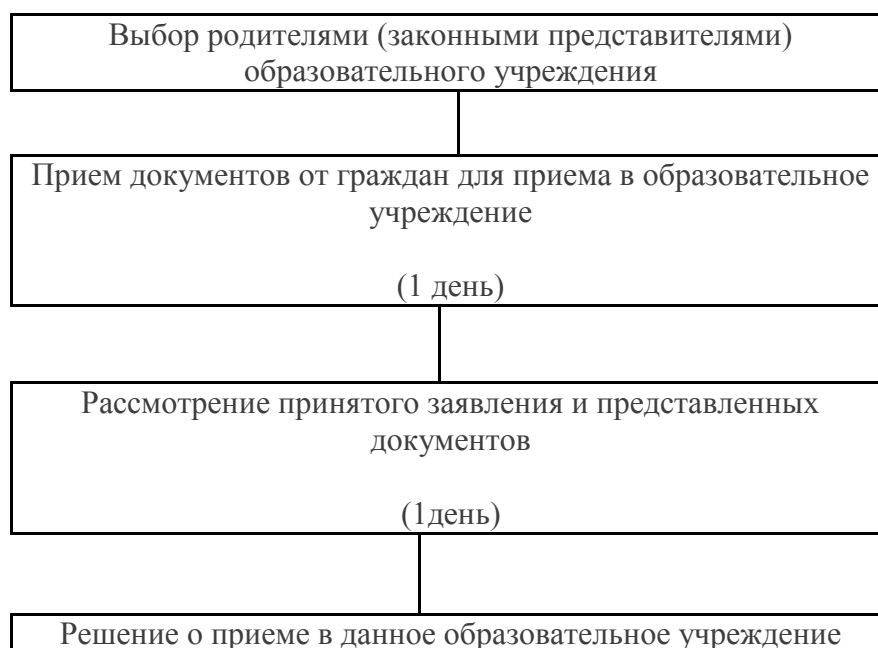 Выбор родителями (законными представителями)
образовательного учреждения
Прием документов от граждан для приема в образовательное
учреждение
(1 день)
Рассмотрение принятого заявления и представленных
документов
(1день)
Решение о приеме в данное образовательное учреждение